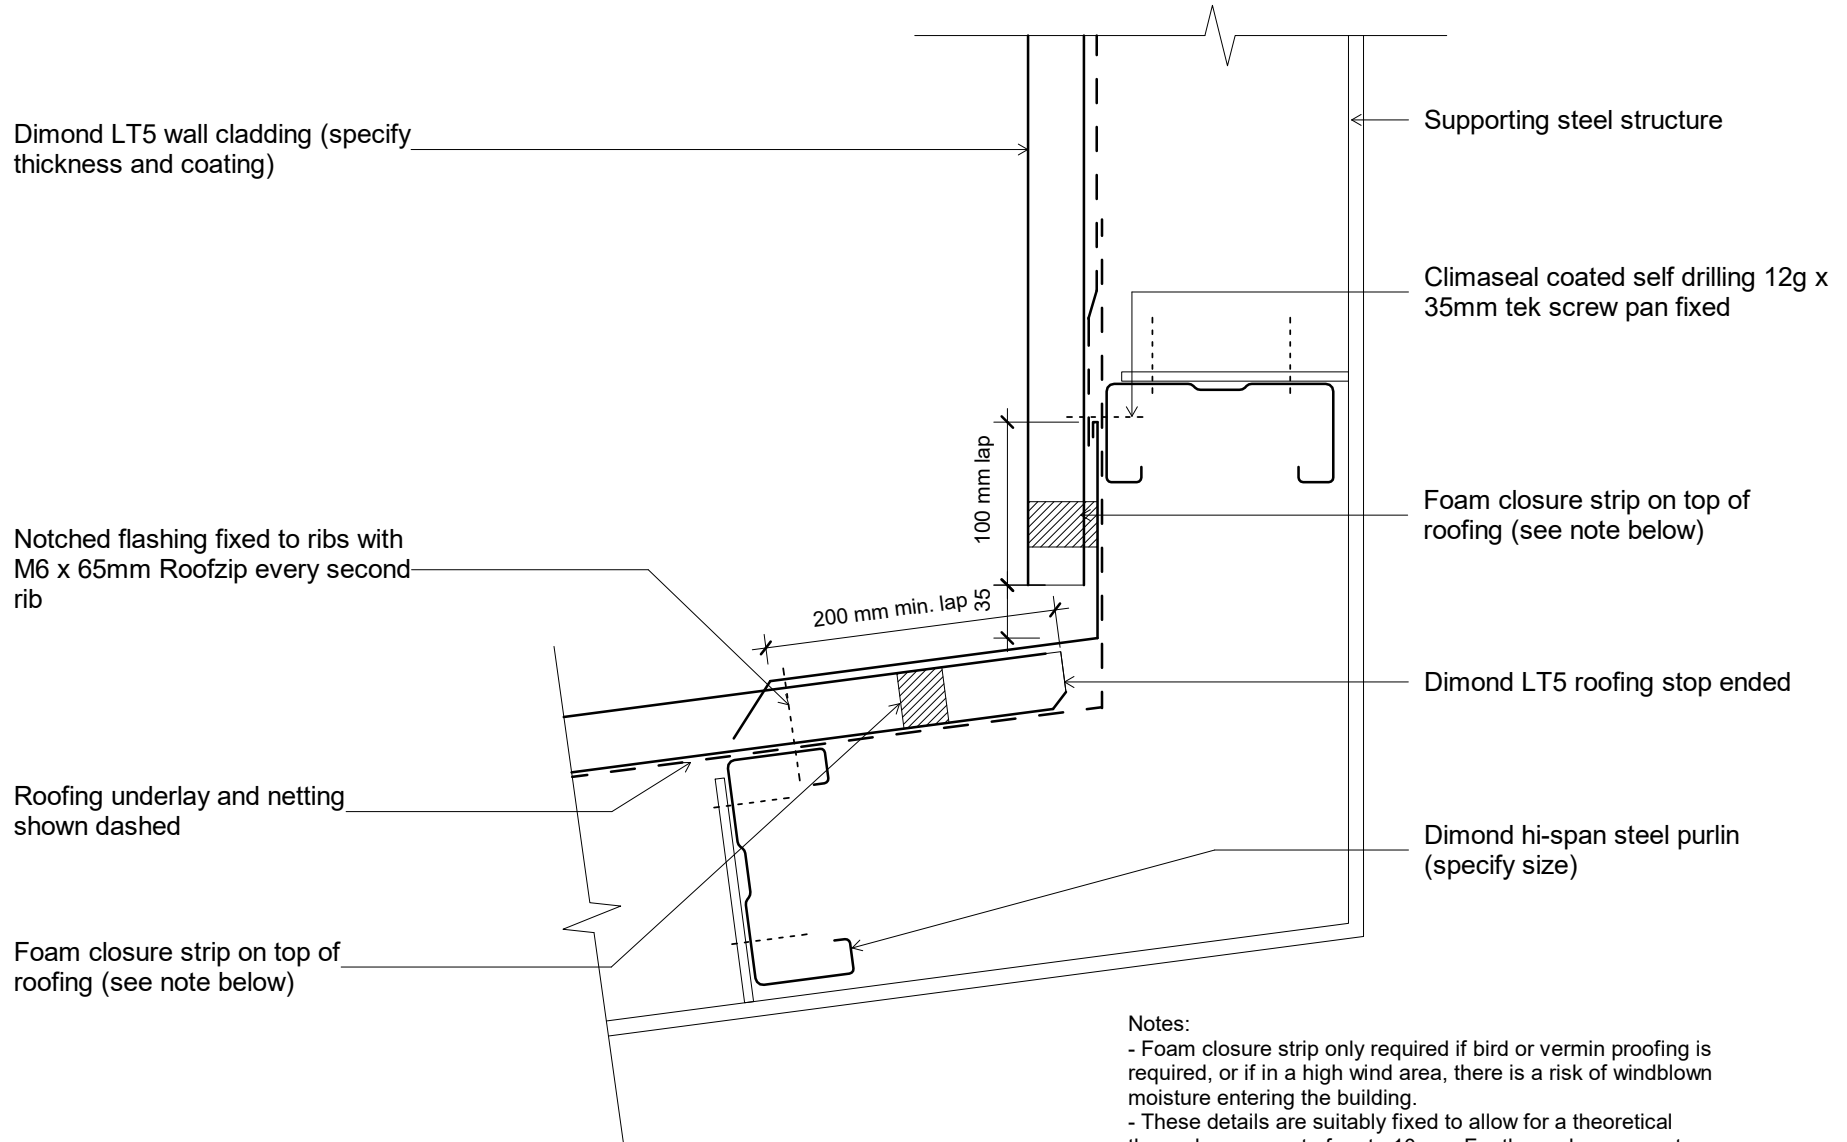 Dimond LT5 wall cladding (specify
thickness and coating)
Supporting steel structure
Climaseal coated self drilling 12g x
35mm tek screw pan fixed
100 mm lap
Foam closure strip on top of
roofing (see note below)
Notched flashing fixed to ribs with
M6 x 65mm Roofzip every second
rib
200 mm min. lap
35
Dimond LT5 roofing stop ended
Roofing underlay and netting
shown dashed
Dimond hi-span steel purlin
(specify size)
Foam closure strip on top of
roofing (see note below)
Notes:
- Foam closure strip only required if bird or vermin proofing is
required, or if in a high wind area, there is a risk of windblown
moisture entering the building.
- These details are suitably fixed to allow for a theoretical